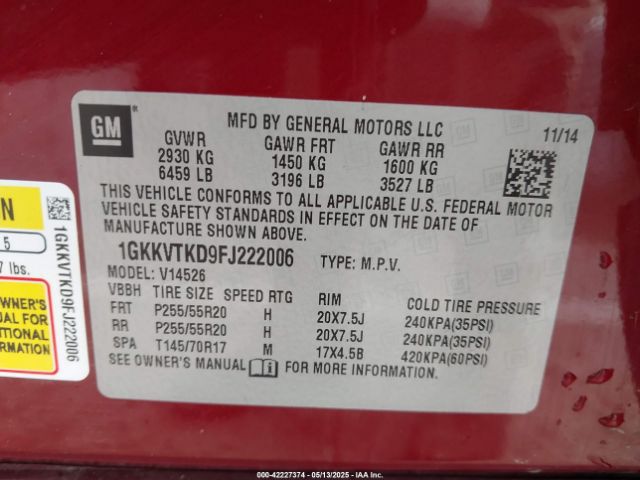 GM
MFD BY GENERAL MOTORS LLC 11/14
GVWR GAWR FRT GAWR RR
2930 KG 1450 KG 1600 KG
6459 LB 3196 LB 3527 LB
THIS VEHICLE CONFORMS TO ALL APPLICABLE U.S. FEDERAL MOTOR
VEHICLE SAFETY STANDARDS IN EFFECT ON THE DATE OF
MANUFACTURE SHOWN ABOVE.
1GKKVTKD9FJ222006 TYPE: M.P.V.
MODEL: V14526
VBBH TIRE SIZE SPEED RTG RIM COLD TIRE PRESSURE
FRT P255/55R20 H 20X7.5J 240KPA(35PSI)
RR P255/55R20 H 20X7.5J 240KPA(35PSI)
SPA T145/70R17 M 17X4.5B 420KPA(60PSI)
SEE OWNER'S MANUAL FOR MORE INFORMATION.
N
5
7 lbs.
OWNER'S
MANUAL FOR
ITIONAL
RMATION
1GKKVTKD9FJ222006
000-42227374 — 05/13/2025 — IAA Inc.